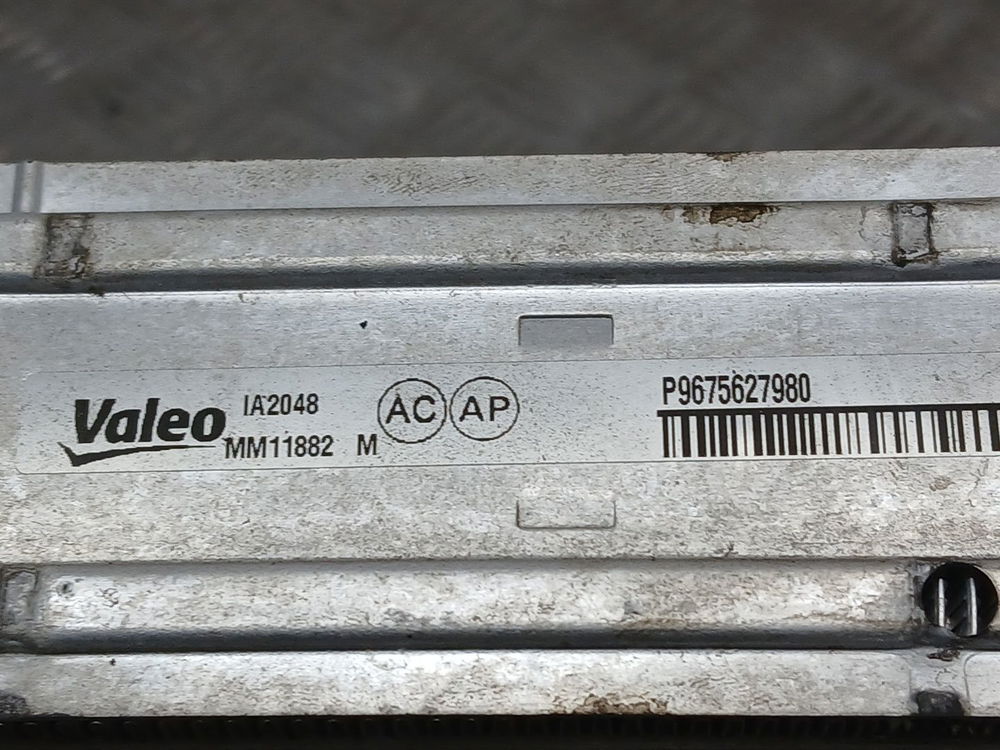 Valeo IA2048 AC AP P9675627980
MM11882 M